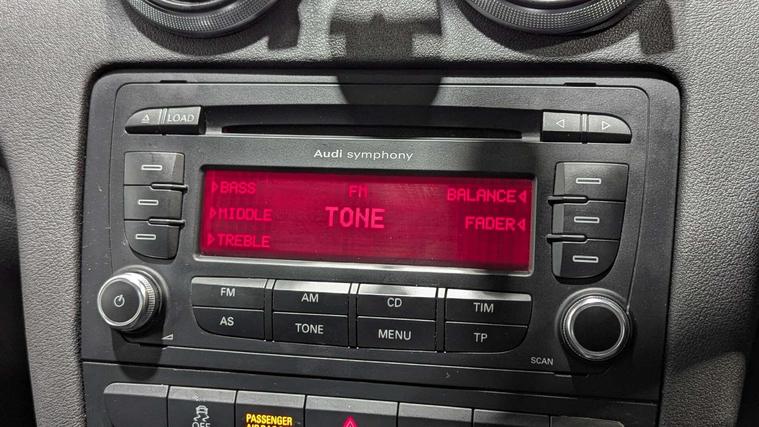 LOAD
Audi symphony
BASS FM BALANCE
MIDDLE TONE FADER
TREBLE
FM AM CD TIM
AS TONE MENU TP
SCAN
OFF PASSENGER